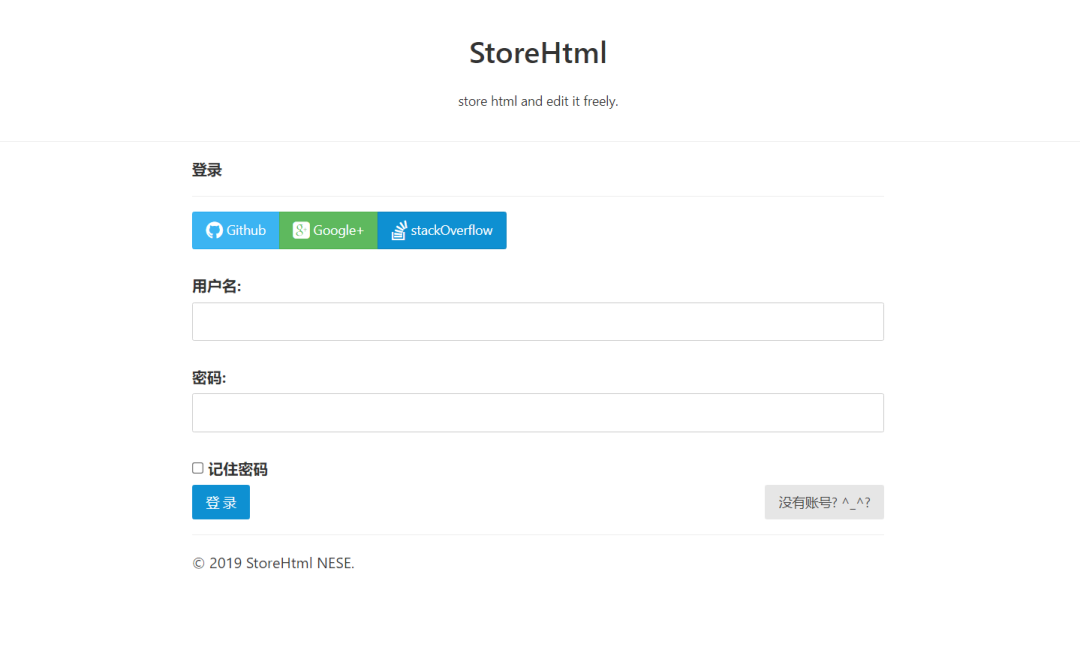 StoreHtml
store html and edit it freely.
登录
Github Google+ stackOverflow
用户名:
密码:
记住密码
登 录 没有账号? ^_^?
© 2019 StoreHtml NESE.